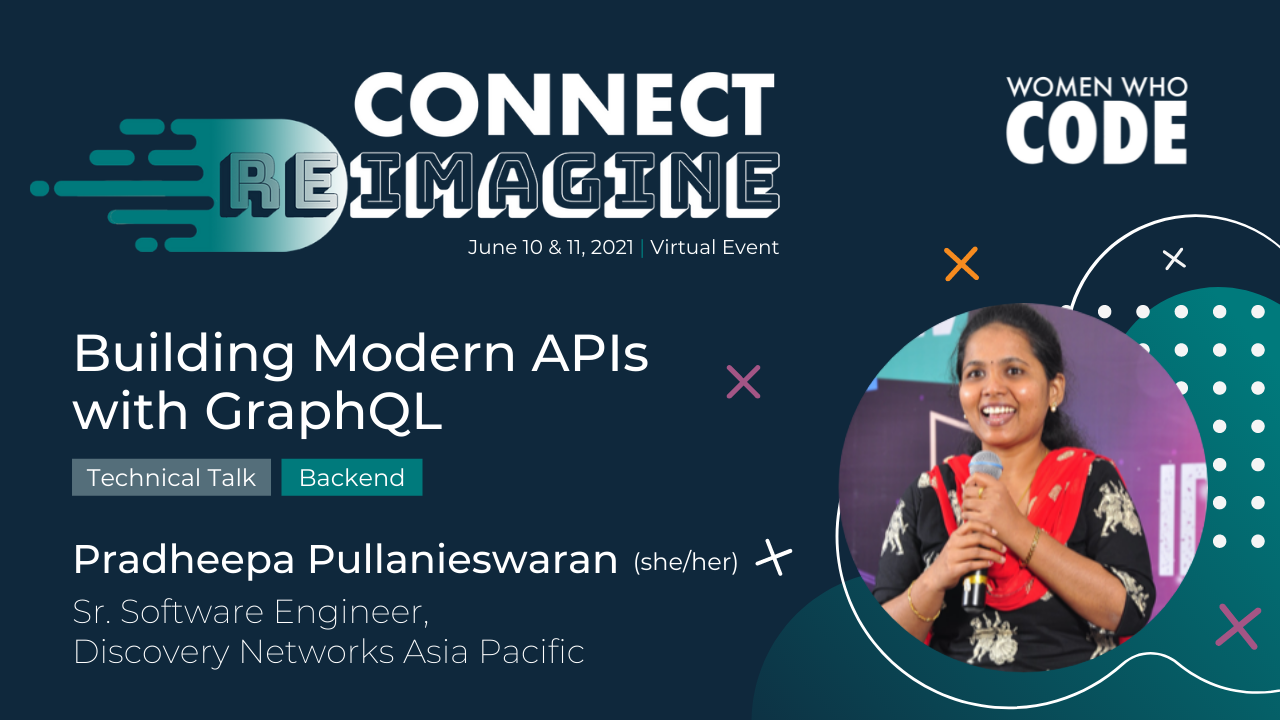 CONNECT
REIMAGINE
June 10 & 11, 2021 | Virtual Event
WOMEN WHO
CODE
Building Modern APIs
with GraphQL
Technical Talk
Backend
Pradheepa Pullanieswaran (she/her)
Sr. Software Engineer,
Discovery Networks Asia Pacific